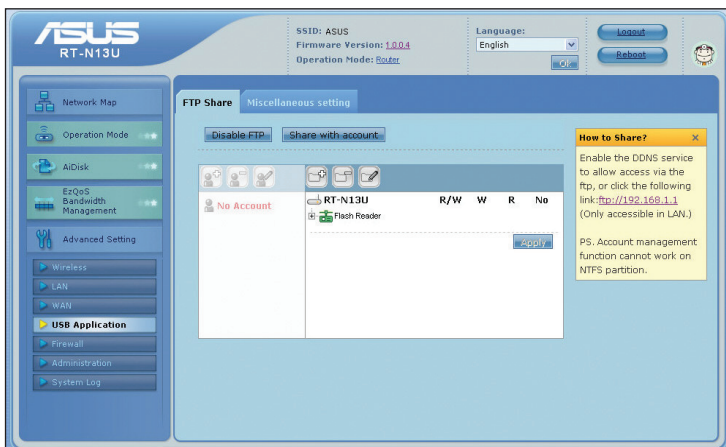 ASUS
RT-N13U
SSID: ASUS
Firmware Version: 1.0.0.4
Operation Mode: Router
Language:
English
OK
Logout
Reboot
Network Map
Operation Mode
AiDisk
EzQoS
Bandwidth
Management
Advanced Setting
Wireless
LAN
WAN
USB Application
Firewall
Administration
System Log
FTP Share
Miscellaneous setting
Disable FTP
Share with account
No Account
RT-N13U R/W W R No
Flash Reader
Apply
How to Share? ×
Enable the DDNS service
to allow access via the
ftp, or click the following
link:ftp://192.168.1.1
(Only accessible in LAN.)
PS. Account management
function cannot work on
NTFS partition.